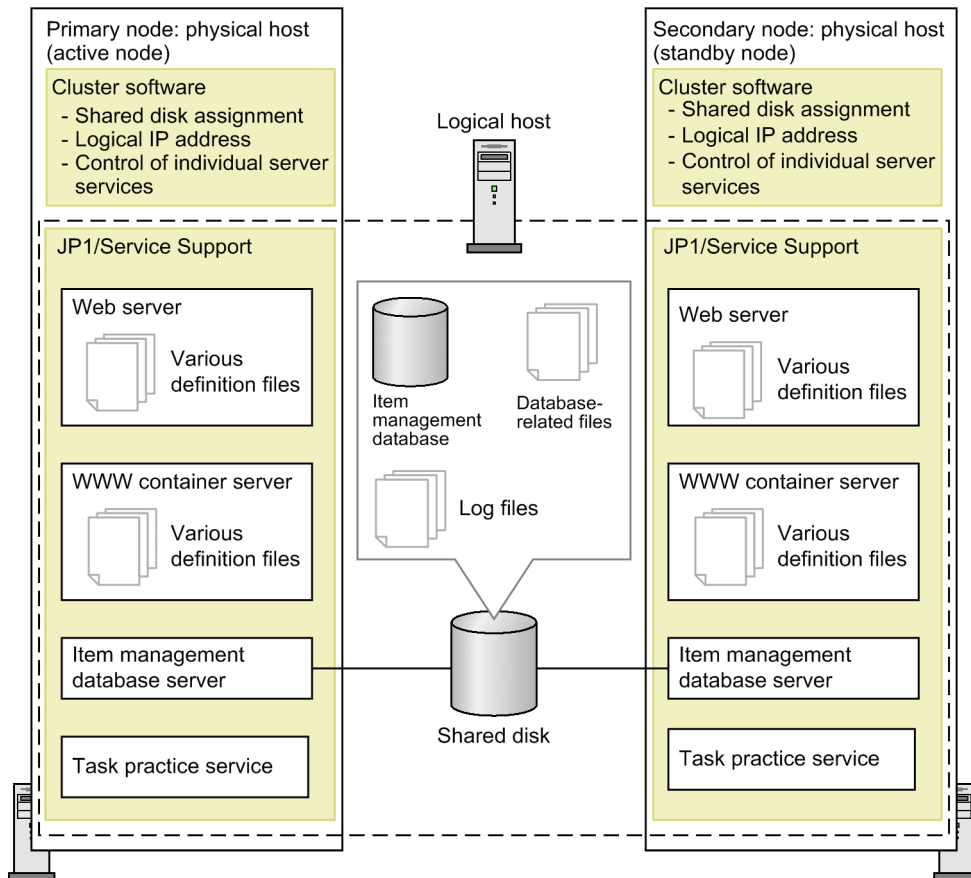 Primary node: physical host
(active node)
Cluster software
- Shared disk assignment
- Logical IP address
- Control of individual server
services
JP1/Service Support
Web server
Various
definition files
WWW container server
Various
definition files
Item management
database server
Task practice service
Logical host
Item
management
database
Database-
related files
Log files
Shared disk
Secondary node: physical host
(standby node)
Cluster software
- Shared disk assignment
- Logical IP address
- Control of individual server
services
JP1/Service Support
Web server
Various
definition files
WWW container server
Various
definition files
Item management
database server
Task practice service